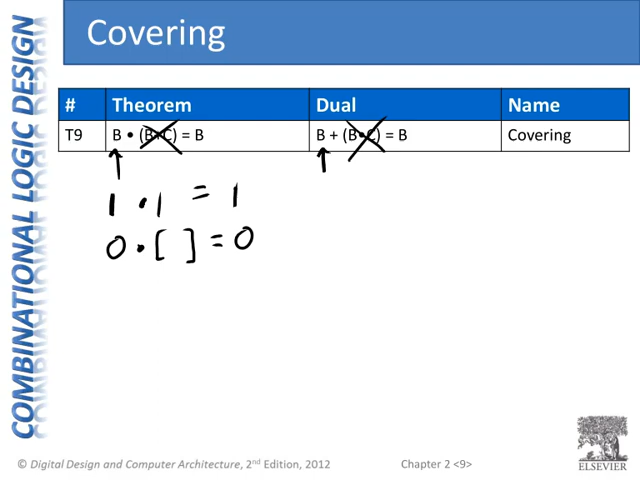 Covering
COMBINATIONAL LOGIC DESIGN
# Theorem Dual Name
T9 B • (B+C) = B B + (B•C) = B Covering
1 · 1 = 1
0 · [ ] = 0
© Digital Design and Computer Architecture, 2nd Edition, 2012 Chapter 2 <9>
ELSEVIER